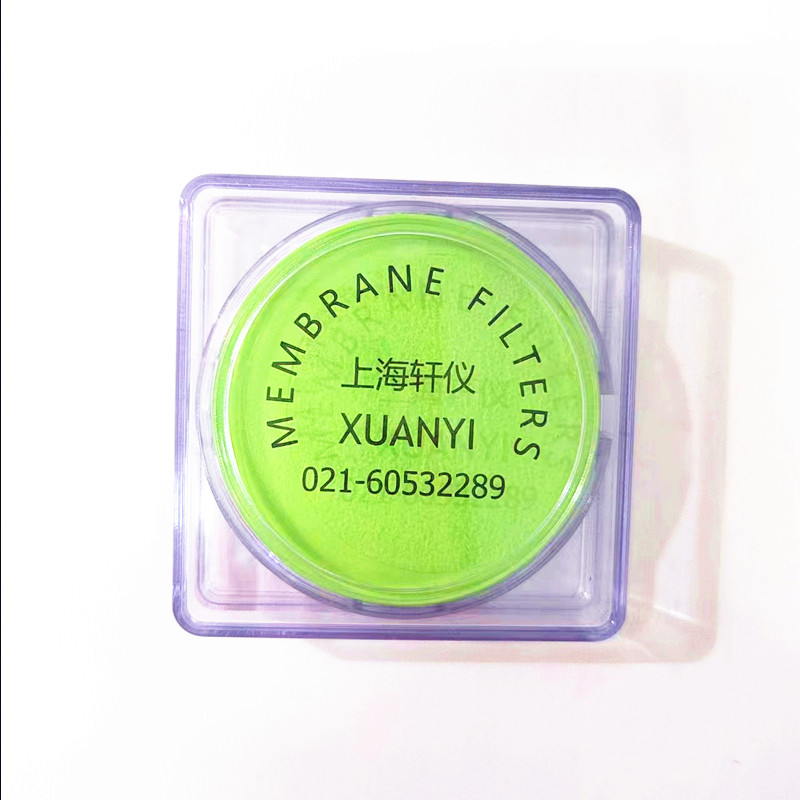 MEMBRANE FILTERS
上海轩仪
XUANYI
021-60532289